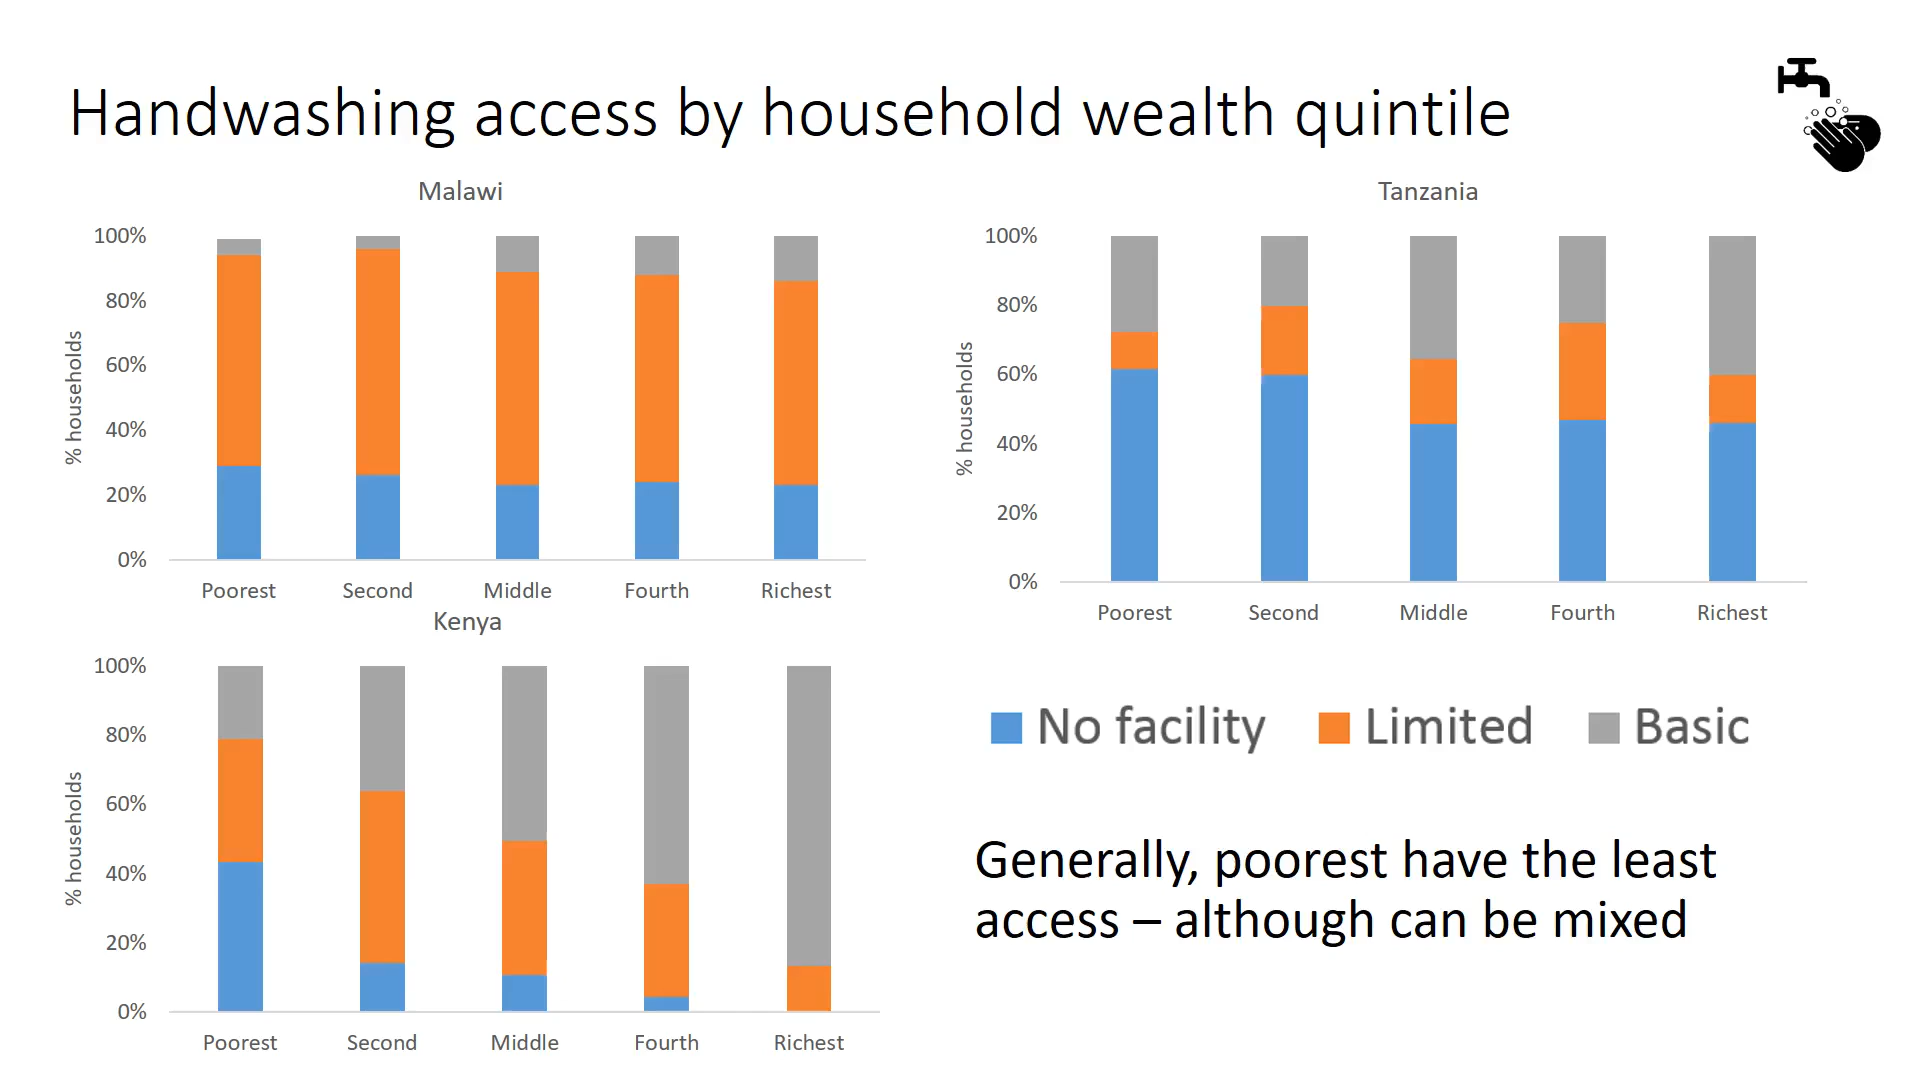 Handwashing access by household wealth quintile
Malawi
100%
80%
60%
40%
20%
0%
% households
Poorest Second Middle Fourth Richest
Tanzania
100%
80%
60%
40%
20%
0%
% households
Poorest Second Middle Fourth Richest
Kenya
100%
80%
60%
40%
20%
0%
% households
Poorest Second Middle Fourth Richest
No facility Limited Basic
Generally, poorest have the least
access – although can be mixed